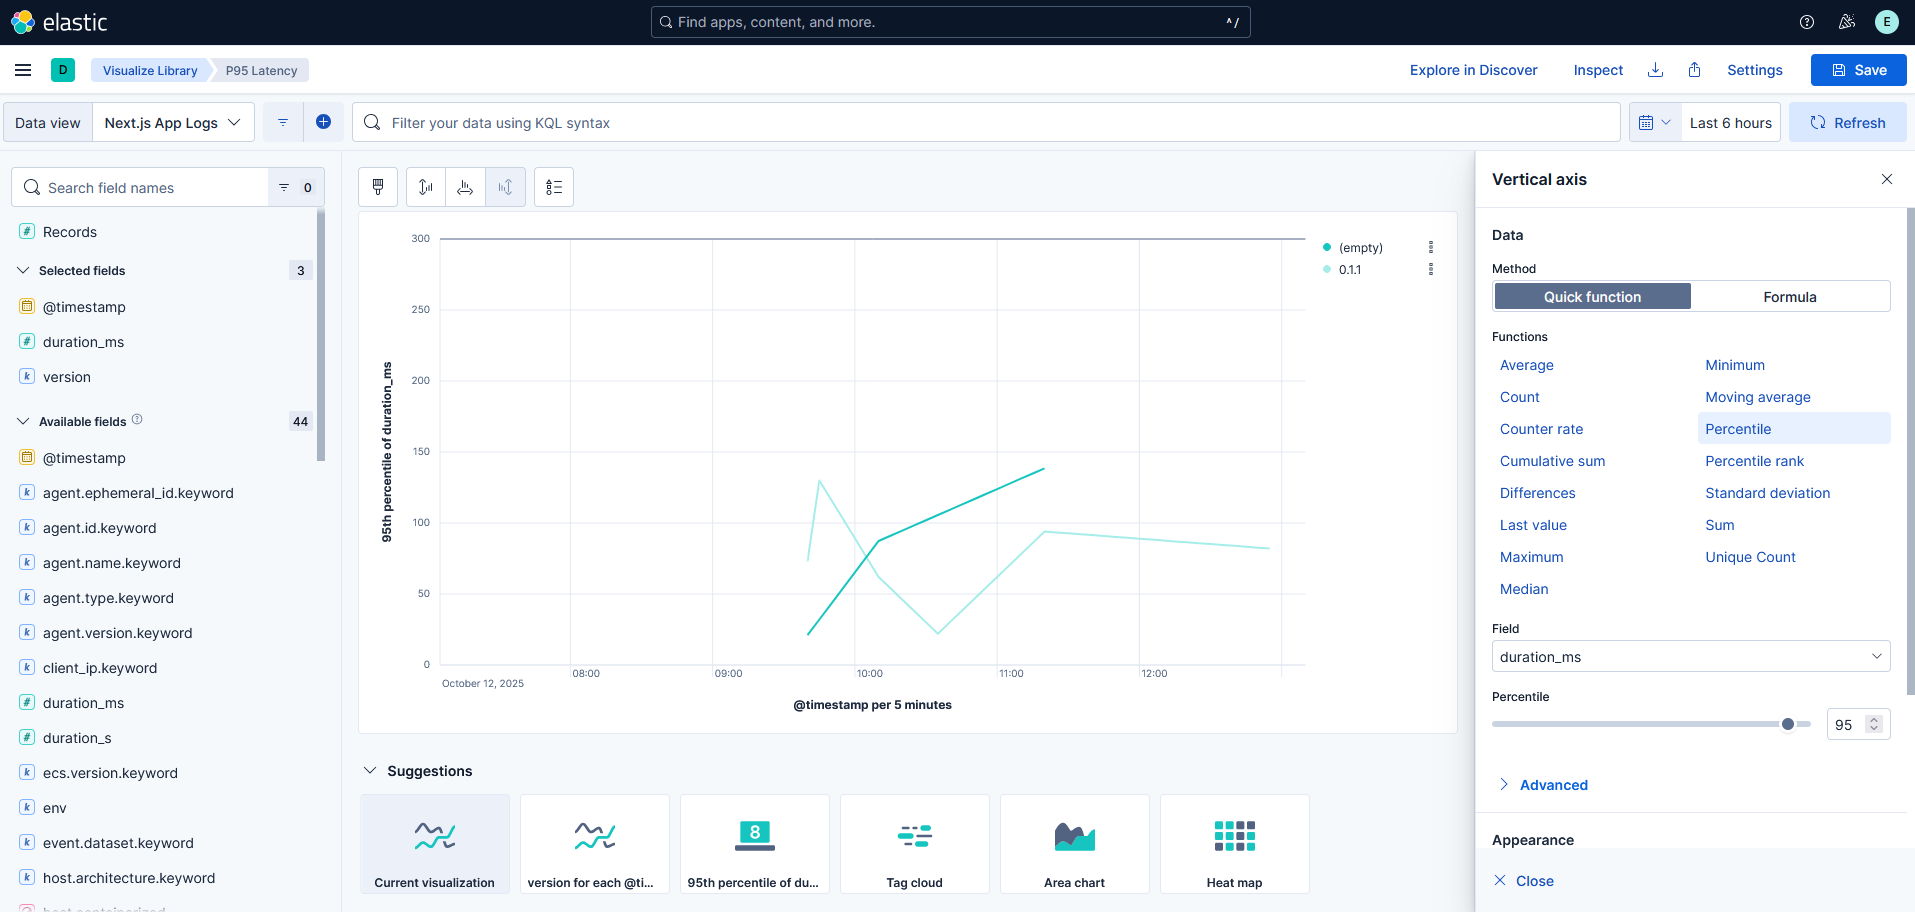 elastic
Find apps, content, and more.
^/
E
D
Visualize Library
P95 Latency
Explore in Discover
Inspect
Settings
Save
Data view
Next.js App Logs
Filter your data using KQL syntax
Last 6 hours
Refresh
Search field names
0
Records
Selected fields
3
@timestamp
duration_ms
version
Available fields
44
@timestamp
agent.ephemeral_id.keyword
agent.id.keyword
agent.name.keyword
agent.type.keyword
agent.version.keyword
client_ip.keyword
duration_ms
duration_s
ecs.version.keyword
env
event.dataset.keyword
host.architecture.keyword
300
250
200
150
100
50
0
95th percentile of duration_ms
08:00
09:00
10:00
11:00
12:00
October 12, 2025
@timestamp per 5 minutes
(empty)
0.1.1
Suggestions
Current visualization
version for each @ti...
8
95th percentile of du...
Tag cloud
Area chart
Heat map
Vertical axis
Data
Method
Quick function
Formula
Functions
Average
Minimum
Count
Moving average
Counter rate
Percentile
Cumulative sum
Percentile rank
Differences
Standard deviation
Last value
Sum
Maximum
Unique Count
Median
Field
duration_ms
Percentile
95
Advanced
Appearance
Close